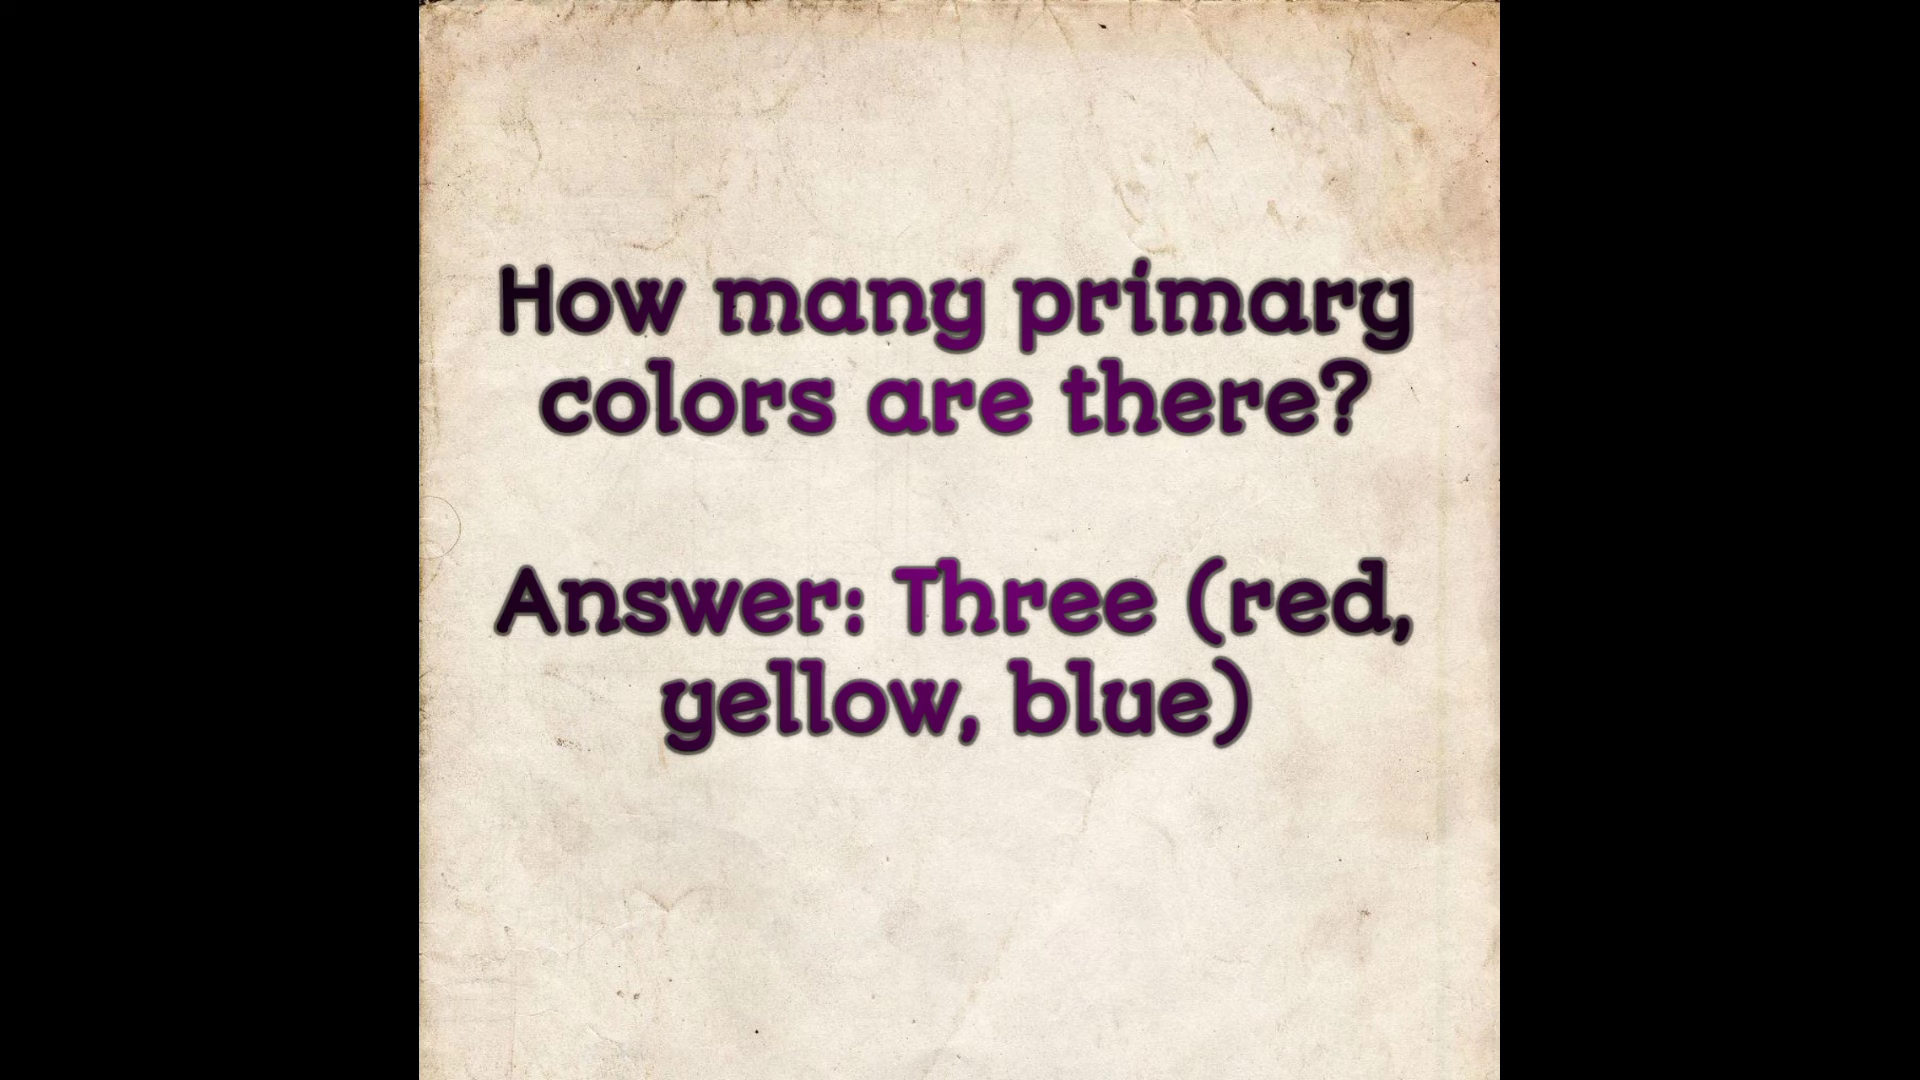 How many primary
colors are there?
Answer: Three (red,
yellow, blue)